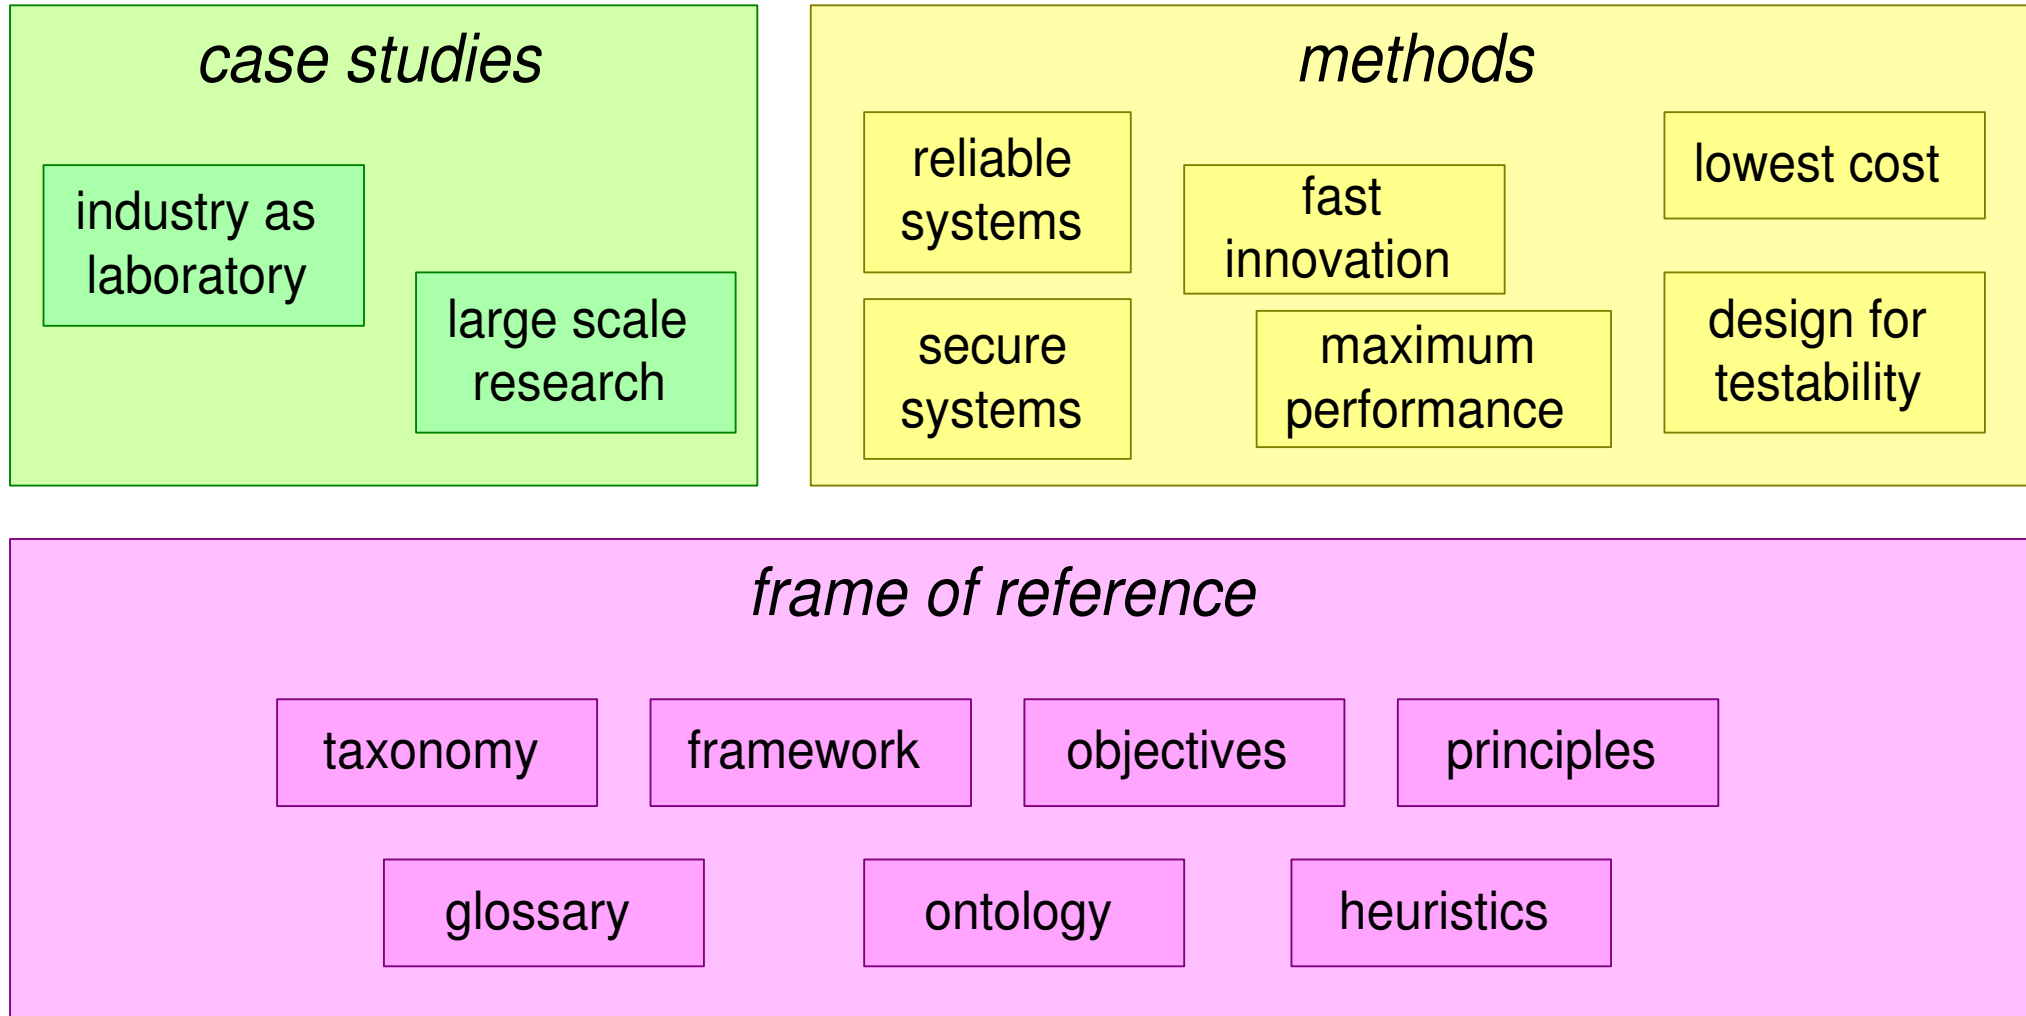 case studies
industry as
laboratory
large scale
research
methods
reliable
systems
fast
innovation
lowest cost
secure
systems
maximum
performance
design for
testability
frame of reference
taxonomy
framework
objectives
principles
glossary
ontology
heuristics